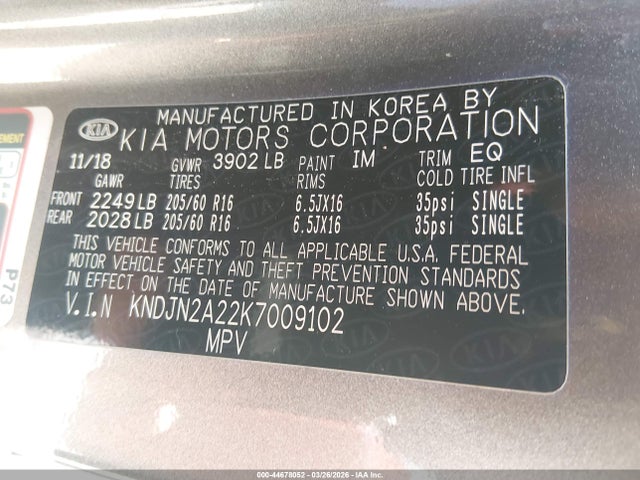 MANUFACTURED IN KOREA BY
KIA KIA MOTORS CORPORATION
11/18 GVWR 3902 LB PAINT IM TRIM EQ
GAWR TIRES RIMS COLD TIRE INFL
FRONT 2249 LB 205/60 R16 6.5JX16 35psi SINGLE
REAR 2028 LB 205/60 R16 6.5JX16 35psi SINGLE
THIS VEHICLE CONFORMS TO ALL APPLICABLE U.S.A. FEDERAL
MOTOR VEHICLE SAFETY AND THEFT PREVENTION STANDARDS
IN EFFECT ON THE DATE OF MANUFACTURE SHOWN ABOVE.
V.I.N KNDJN2A22K7009102
MPV
P73
000-44678052 | 03/26/2026 | IAA Inc.